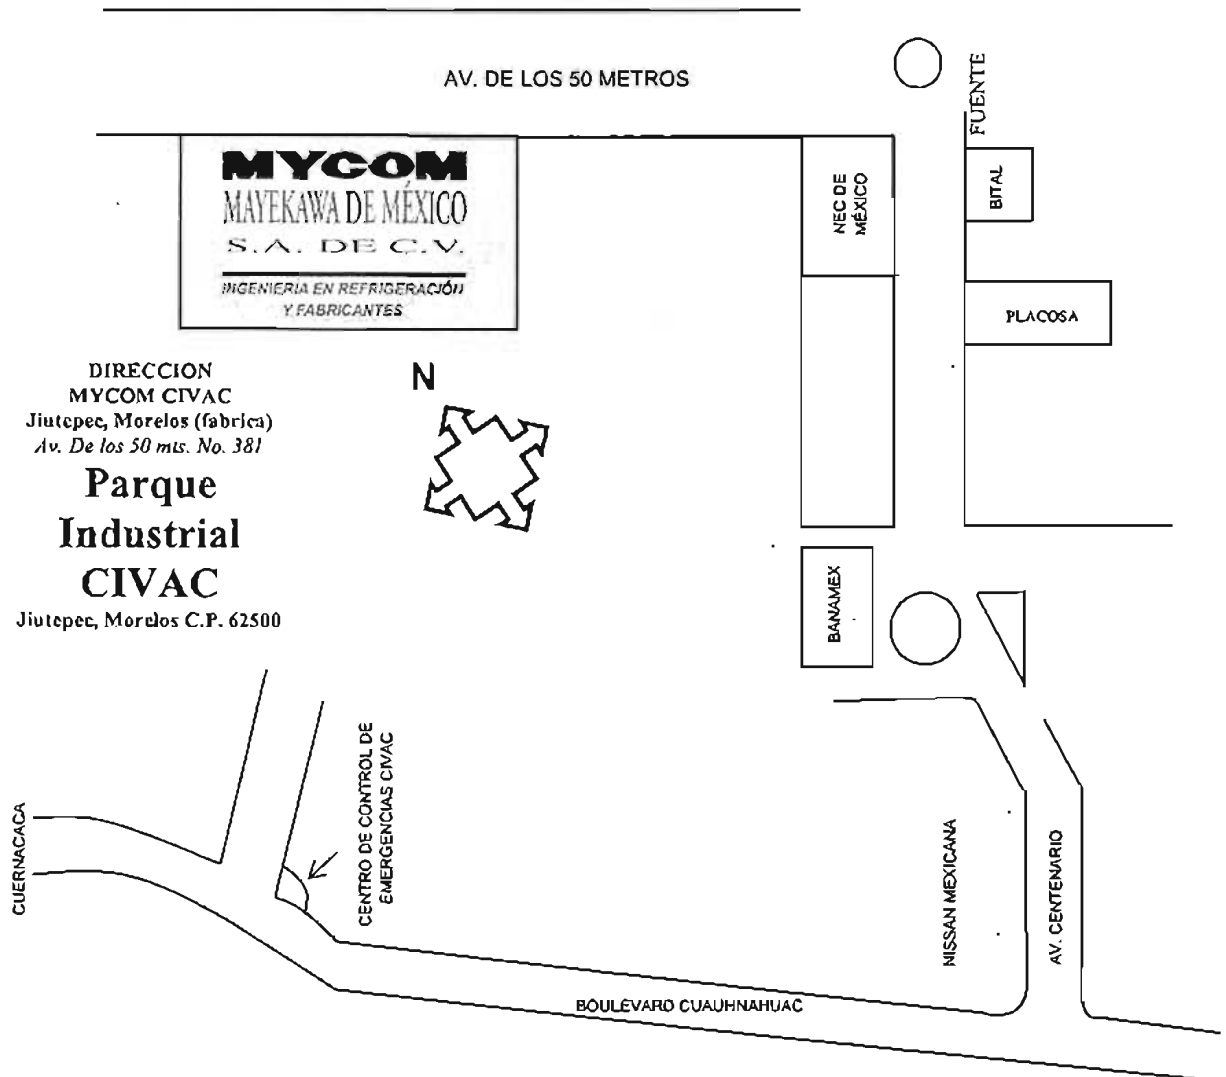 AV. DE LOS 50 METROS
FUENTE
MYCOM
MAYEKAWA DE MÉXICO
S.A. DE C.V.
INGENIERIA EN REFRIGERACIÓN
Y FABRICANTES
NEC DE
MÉXICO
BITAL
PLACOSA
DIRECCION
MYCOM CIVAC
Jiutepec, Morelos (fabrica)
Av. De los 50 mts. No. 381
Parque
Industrial
CIVAC
Jiutepec, Morelos C.P. 62500
N
BANAMEX
CENTRO DE CONTROL DE
EMERGENCIAS CIVAC
CUERNACACA
NISSAN MEXICANA
AV. CENTENARIO
BOULEVARD CUAUHNAHUAC